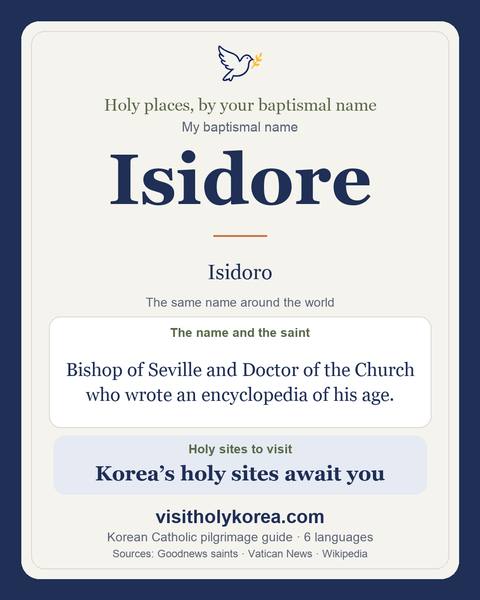 Holy places, by your baptismal name
My baptismal name
Isidore
Isidoro
The same name around the world
The name and the saint
Bishop of Seville and Doctor of the Church
who wrote an encyclopedia of his age.
Holy sites to visit
Korea’s holy sites await you
visitholykorea.com
Korean Catholic pilgrimage guide · 6 languages
Sources: Goodnews saints · Vatican News · Wikipedia